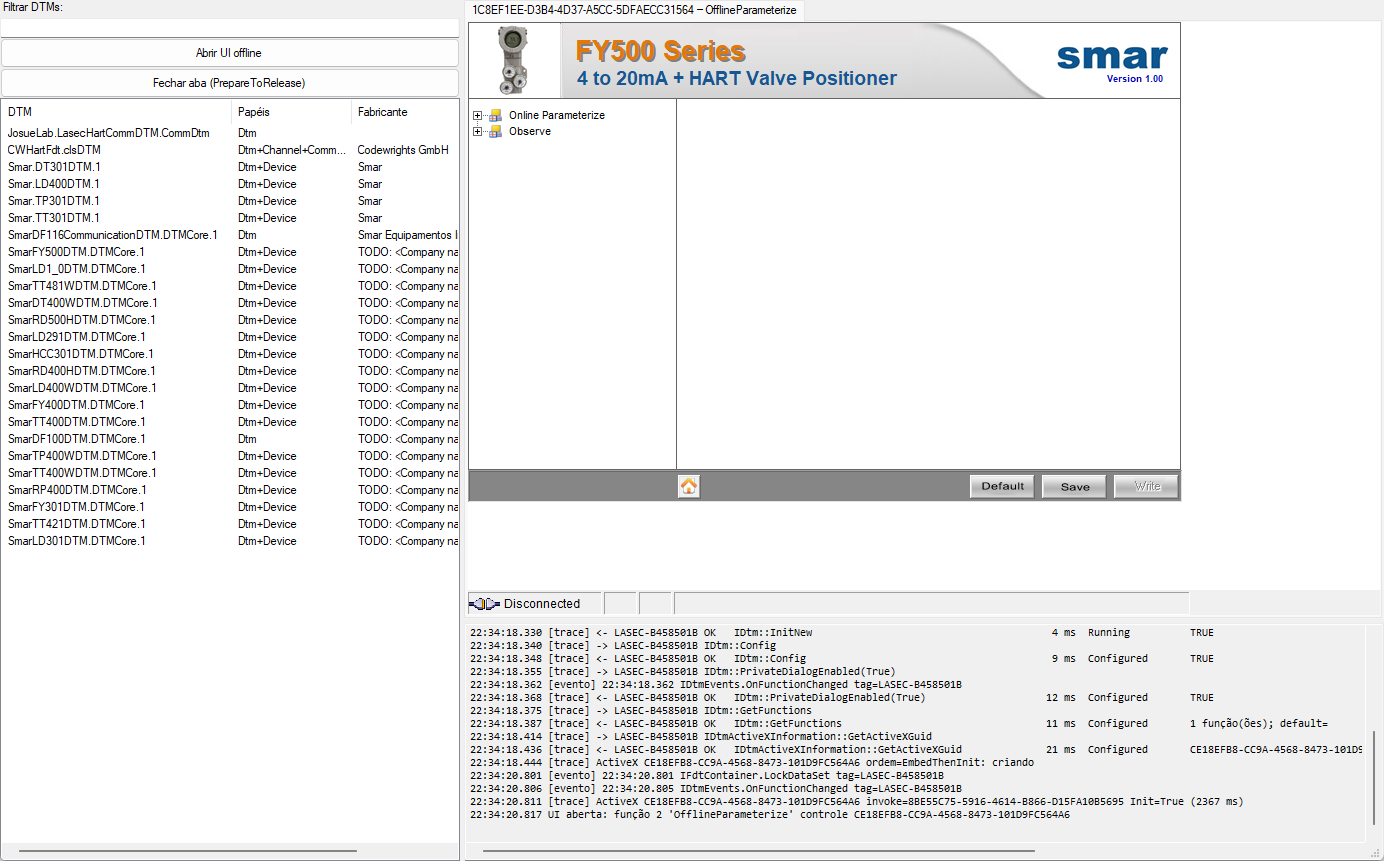 Filtrar DTMs:
Abrir UI offline
Fechar aba (PrepareToRelease)
DTM Papéis Fabricante
JosueLab.LasecHartCommDTM.CommDtm Dtm
CWHartFdt.clsDTM Dtm+Channel+Comm... Codewrights GmbH
Smar.DT301DTM.1 Dtm+Device Smar
Smar.LD400DTM.1 Dtm+Device Smar
Smar.TP301DTM.1 Dtm+Device Smar
Smar.TT301DTM.1 Dtm+Device Smar
SmarDF116CommunicationDTM.DTMCore.1 Dtm Smar Equipamentos I
SmarFY500DTM.DTMCore.1 Dtm+Device TODO: <Company na
SmarLD1_0DTM.DTMCore.1 Dtm+Device TODO: <Company na
SmarTT481WDTM.DTMCore.1 Dtm+Device TODO: <Company na
SmarDT400WDTM.DTMCore.1 Dtm+Device TODO: <Company na
SmarRD500HDTM.DTMCore.1 Dtm+Device TODO: <Company na
SmarLD291DTM.DTMCore.1 Dtm+Device TODO: <Company na
SmarHCC301DTM.DTMCore.1 Dtm+Device TODO: <Company na
SmarRD400HDTM.DTMCore.1 Dtm+Device TODO: <Company na
SmarLD400WDTM.DTMCore.1 Dtm+Device TODO: <Company na
SmarFY400DTM.DTMCore.1 Dtm+Device TODO: <Company na
SmarTT400DTM.DTMCore.1 Dtm+Device TODO: <Company na
SmarDF100DTM.DTMCore.1 Dtm TODO: <Company na
SmarTP400WDTM.DTMCore.1 Dtm+Device TODO: <Company na
SmarTT400WDTM.DTMCore.1 Dtm+Device TODO: <Company na
SmarRP400DTM.DTMCore.1 Dtm+Device TODO: <Company na
SmarFY301DTM.DTMCore.1 Dtm+Device TODO: <Company na
SmarTT421DTM.DTMCore.1 Dtm+Device TODO: <Company na
SmarLD301DTM.DTMCore.1 Dtm+Device TODO: <Company na
1C8EF1EE-D3B4-4D37-A5CC-5DFAECC31564 – OfflineParameterize
FY500 Series
4 to 20mA + HART Valve Positioner
smar
Version 1.00
Online Parameterize
Observe
Default Save Write
Disconnected
22:34:18.330 [trace] <- LASEC-B458501B OK IDtm::InitNew 4 ms Running TRUE
22:34:18.340 [trace] -> LASEC-B458501B IDtm::Config
22:34:18.348 [trace] <- LASEC-B458501B OK IDtm::Config 9 ms Configured TRUE
22:34:18.355 [trace] -> LASEC-B458501B IDtm::PrivateDialogEnabled(True)
22:34:18.362 [evento] 22:34:18.362 IDtmEvents.OnFunctionChanged tag=LASEC-B458501B
22:34:18.368 [trace] <- LASEC-B458501B OK IDtm::PrivateDialogEnabled(True) 12 ms Configured TRUE
22:34:18.375 [trace] -> LASEC-B458501B IDtm::GetFunctions
22:34:18.387 [trace] <- LASEC-B458501B OK IDtm::GetFunctions 11 ms Configured 1 função(ões); default=
22:34:18.414 [trace] -> LASEC-B458501B IDtmActiveXInformation::GetActiveXGuid
22:34:18.436 [trace] <- LASEC-B458501B OK IDtmActiveXInformation::GetActiveXGuid 21 ms Configured CE18EFB8-CC9A-4568-8473-101D9
22:34:18.444 [trace] ActiveX CE18EFB8-CC9A-4568-8473-101D9FC564A6 ordem=EmbedThenInit: criando
22:34:20.801 [evento] 22:34:20.801 IFdtContainer.LockDataSet tag=LASEC-B458501B
22:34:20.806 [evento] 22:34:20.805 IDtmEvents.OnFunctionChanged tag=LASEC-B458501B
22:34:20.811 [trace] ActiveX CE18EFB8-CC9A-4568-8473-101D9FC564A6 invoke=8BE55C75-5916-4614-B866-D15FA10B5695 Init=True (2367 ms)
22:34:20.817 UI aberta: função 2 'OfflineParameterize' controle CE18EFB8-CC9A-4568-8473-101D9FC564A6